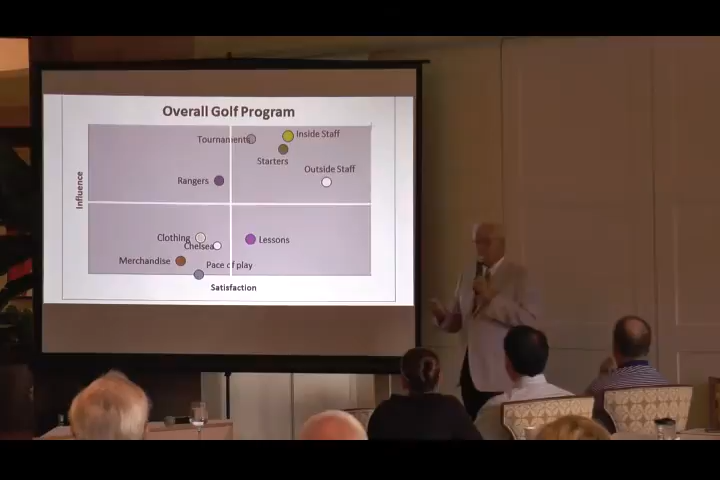 Overall Golf Program
Tournaments
Inside Staff
Starters
Outside Staff
Rangers
Influence
Clothing
Chelsea
Lessons
Merchandise
Pace of play
Satisfaction